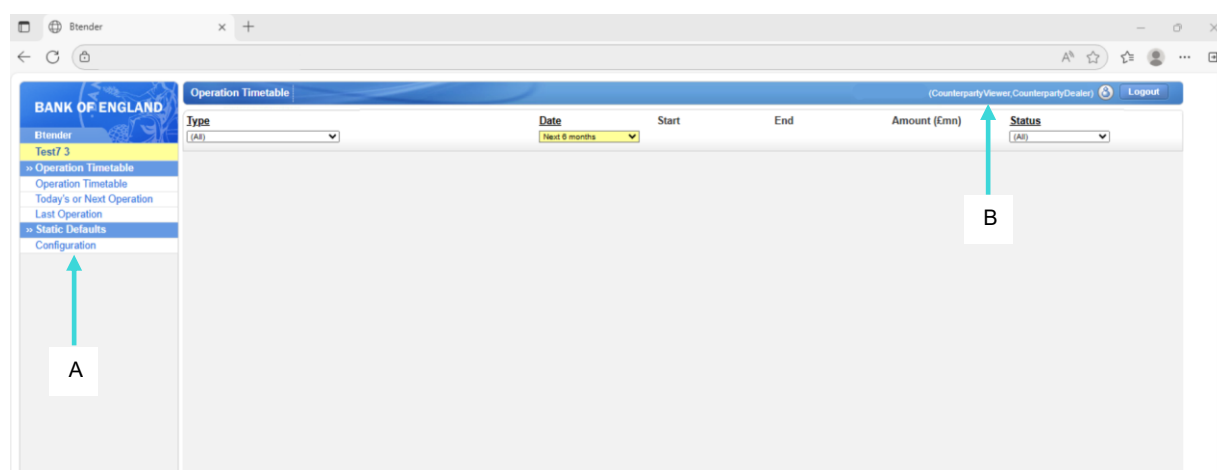 Btender
BANK OF ENGLAND
Btender
Test7 3
» Operation Timetable
Operation Timetable
Today's or Next Operation
Last Operation
» Static Defaults
Configuration
Operation Timetable
(CounterpartyViewer,CounterpartyDealer) Logout
Type Date Start End Amount (£mn) Status
(All) Next 6 months (All)
A
B